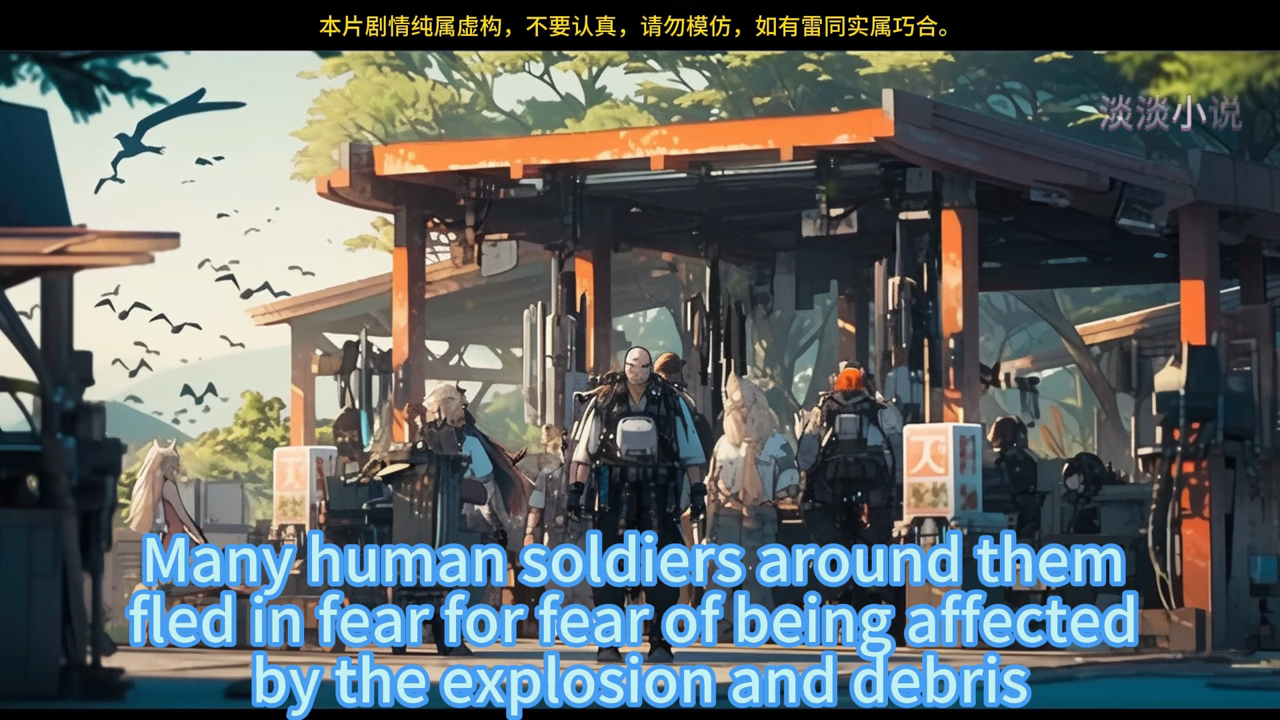 本片剧情纯属虚构，不要认真，请勿模仿，如有雷同实属巧合。
淡淡小说
Many human soldiers around them
fled in fear for fear of being affected
by the explosion and debris